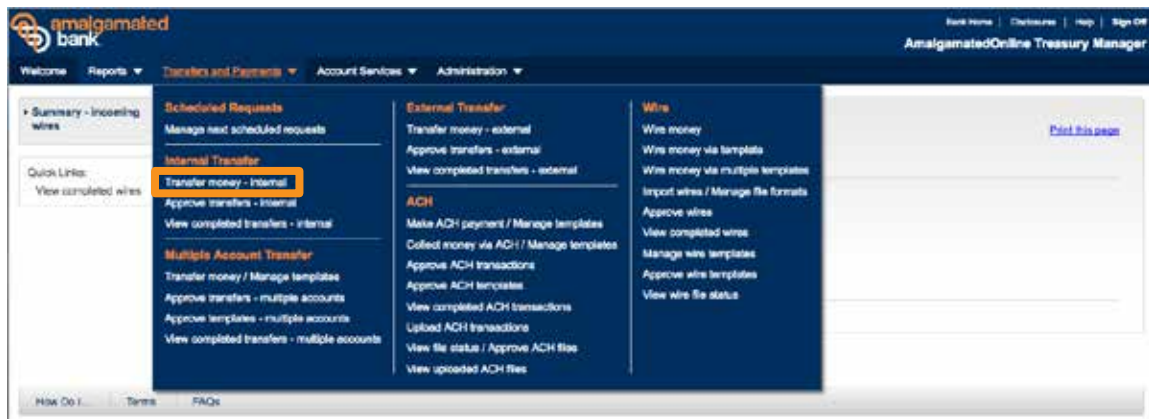 amalgamated
bank
Bank Home | Disclosures | Help | Sign Off
AmalgamatedOnline Treasury Manager
Welcome Reports Transfers and Payments Account Services Administration
Summary - incoming
wires
Quick Links:
View completed wires
Scheduled Requests
Manage next scheduled requests
Internal Transfer
Transfer money - internal
Approve transfers - internal
View completed transfers - internal
Multiple Account Transfer
Transfer money / Manage templates
Approve transfers - multiple accounts
Approve templates - multiple accounts
View completed transfers - multiple accounts
External Transfer
Transfer money - external
Approve transfers - external
View completed transfers - external
ACH
Make ACH payment / Manage templates
Collect money via ACH / Manage templates
Approve ACH transactions
Approve ACH templates
View completed ACH transactions
Upload ACH transactions
View file status / Approve ACH files
View uploaded ACH files
Wire
Wire money
Wire money via template
Wire money via multiple templates
Import wires / Manage file formats
Approve wires
View completed wires
Manage wire templates
Approve wire templates
View wire file status
Print this page
How Do I... Terms FAQs